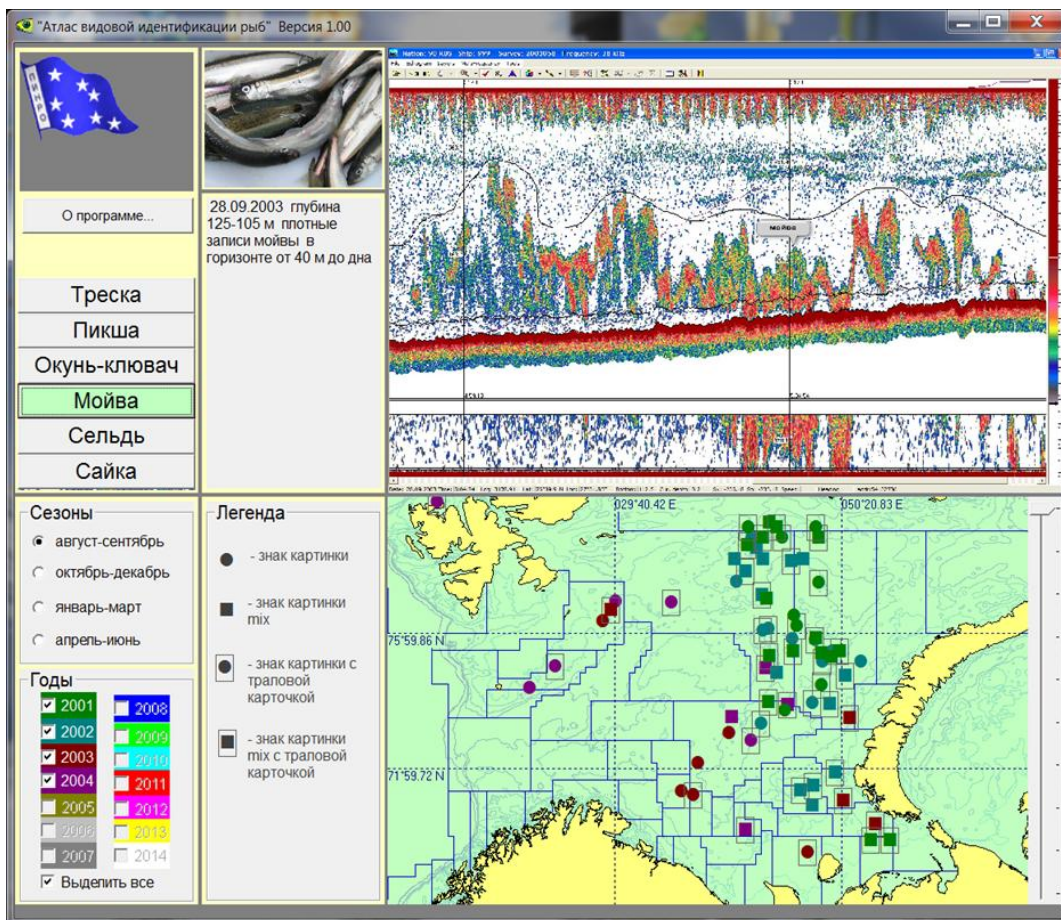 "Атлас видовой идентификации рыб" Версия 1.00
О программе...
Треска
Пикша
Окунь-клювач
Мойва
Сельдь
Сайка
28.09.2003 глубина
125-105 м плотные
записи мойвы в
горизонте от 40 м до дна
Сезоны
август-сентябрь
октябрь-декабрь
январь-март
апрель-июнь
Годы
2001
2002
2003
2004
2005
2006
2007
2008
2009
2010
2011
2012
2013
2014
Выделить все
Легенда
- знак картинки
- знак картинки
mix
- знак картинки с
траловой
карточкой
- знак картинки
mix с траловой
карточкой
029°40.42 E
050°20.83 E
75°59.86 N
71°59.72 N